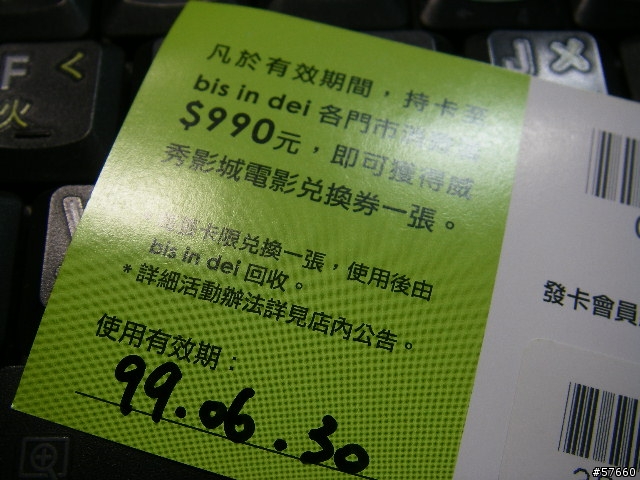 凡於有效期間，持卡至
bis in dei 各門市消費滿
$990元，即可獲得威
秀影城電影兌換券一張。
卡限兌換一張，使用後由
bis in dei 回收。
*詳細活動辦法詳見店內公告。
使用有效期：
99.06.30
發卡會員
F
ㄑ
火
J
#57660